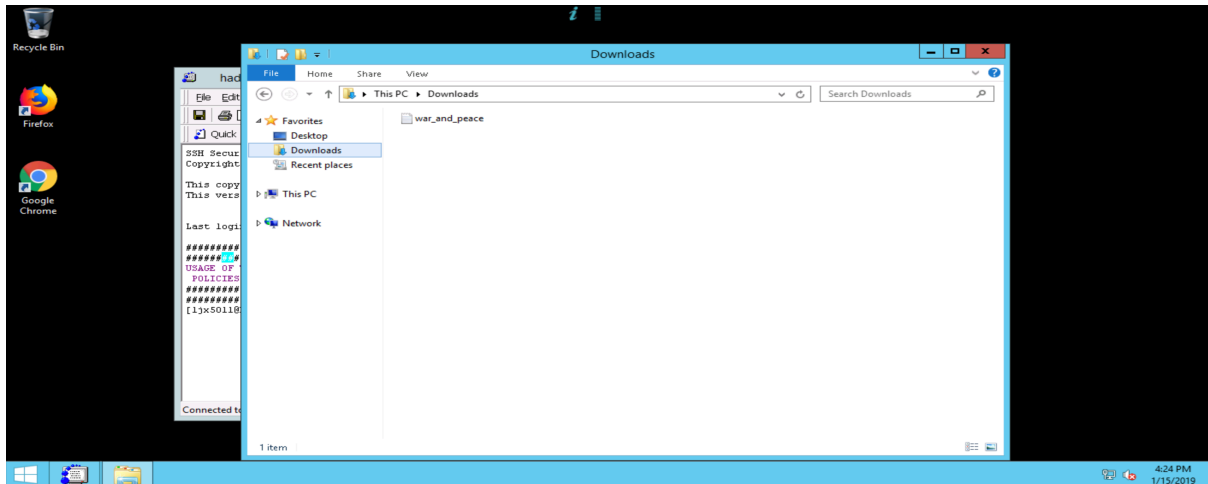 Recycle Bin
Firefox
Google
Chrome
Downloads
File Home Share View
This PC Downloads
Search Downloads
Favorites
Desktop
Downloads
Recent places
This PC
Network
war_and_peace
1 item
had
File Edit
Quick
SSH Secur
Copyright
This copy
This vers
Last logi
#########
#########
USAGE OF
POLICIES
#########
#########
[ljx5011@
Connected to
4:24 PM
1/15/2019